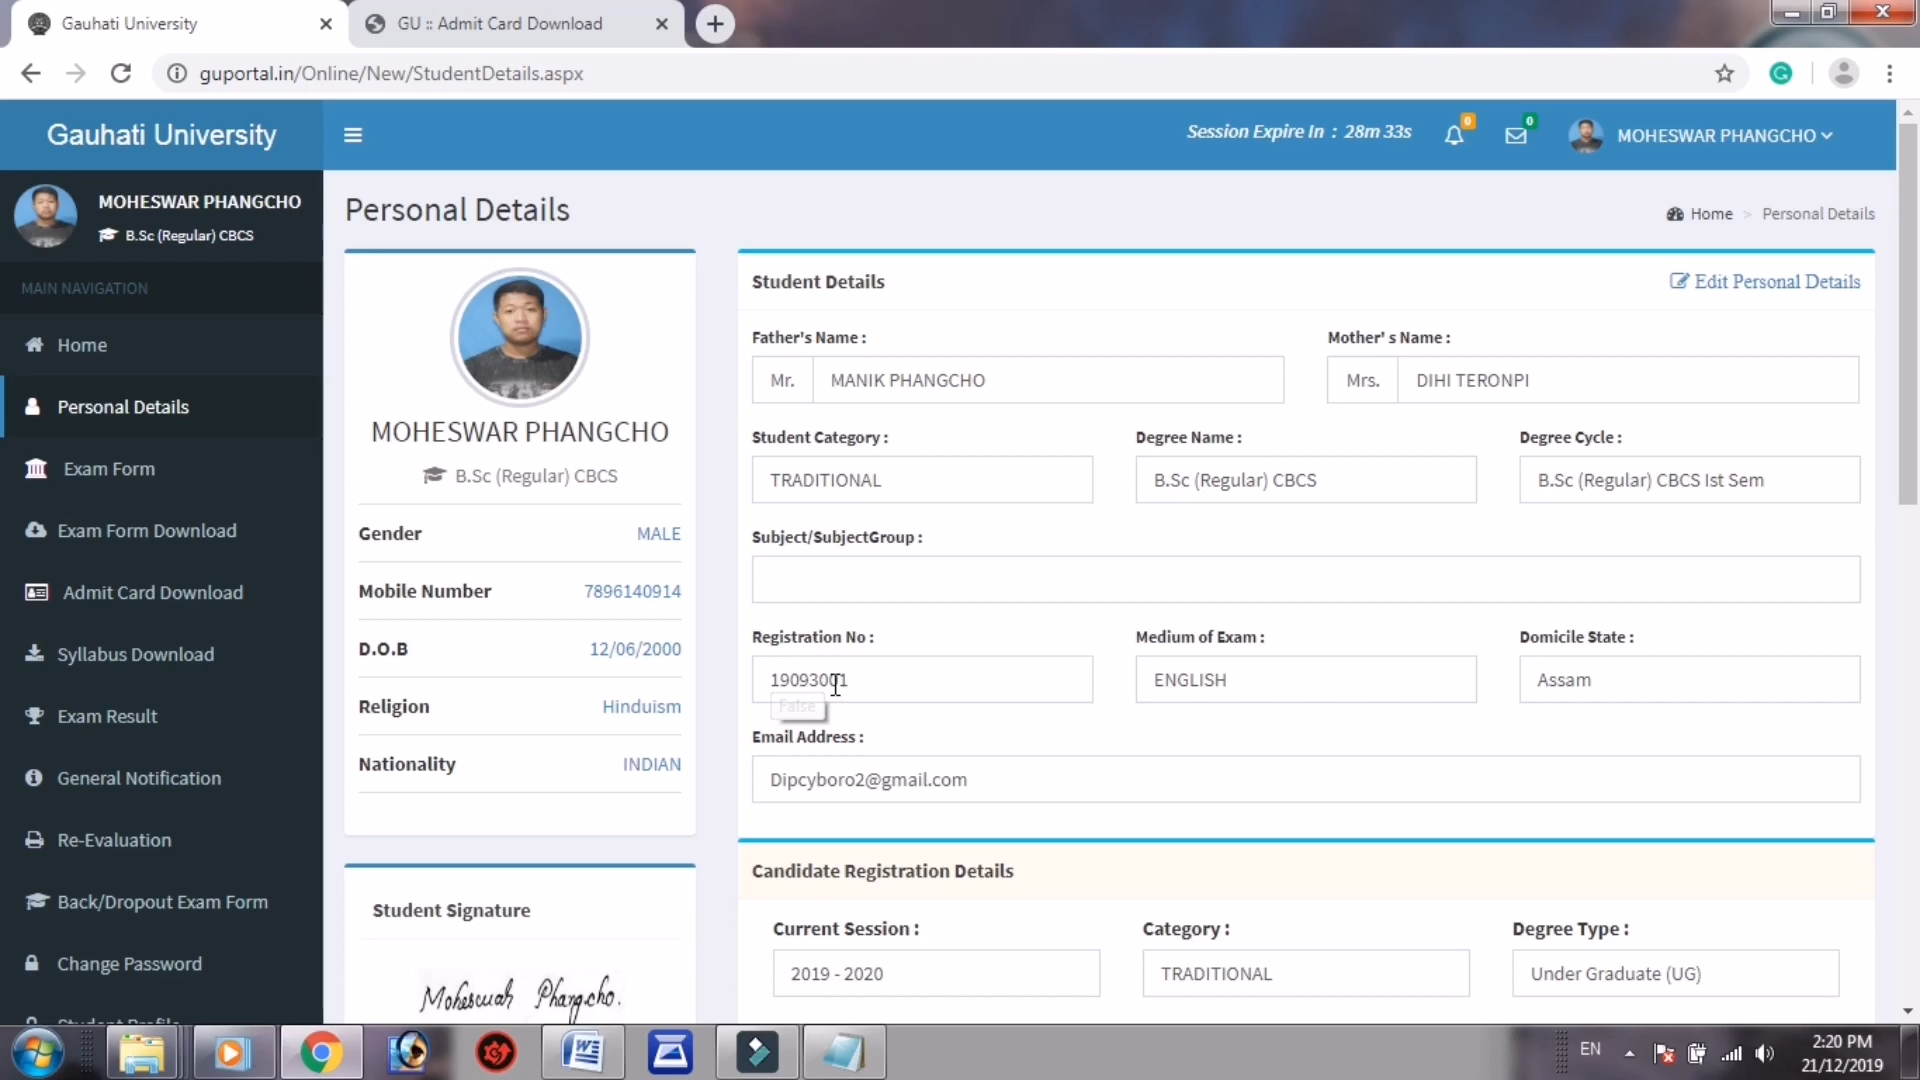 Gauhati University
GU :: Admit Card Download
guportal.in/Online/New/StudentDetails.aspx
Gauhati University
Session Expire In : 28m 33s
0
0
MOHESWAR PHANGCHO
MOHESWAR PHANGCHO
B.Sc (Regular) CBCS
MAIN NAVIGATION
Home
Personal Details
Exam Form
Exam Form Download
Admit Card Download
Syllabus Download
Exam Result
General Notification
Re-Evaluation
Back/Dropout Exam Form
Change Password
Personal Details
Home > Personal Details
MOHESWAR PHANGCHO
B.Sc (Regular) CBCS
Gender MALE
Mobile Number 7896140914
D.O.B 12/06/2000
Religion Hinduism
Nationality INDIAN
Student Signature
Moheswar Phangcho.
Student Details
Edit Personal Details
Father's Name : Mother' s Name :
Mr. MANIK PHANGCHO Mrs. DIHI TERONPI
Student Category : Degree Name : Degree Cycle :
TRADITIONAL B.Sc (Regular) CBCS B.Sc (Regular) CBCS Ist Sem
Subject/SubjectGroup :
Registration No : Medium of Exam : Domicile State :
19093001 ENGLISH Assam
False
Email Address :
Dipcyboro2@gmail.com
Candidate Registration Details
Current Session : Category : Degree Type :
2019 - 2020 TRADITIONAL Under Graduate (UG)
EN
2:20 PM
21/12/2019